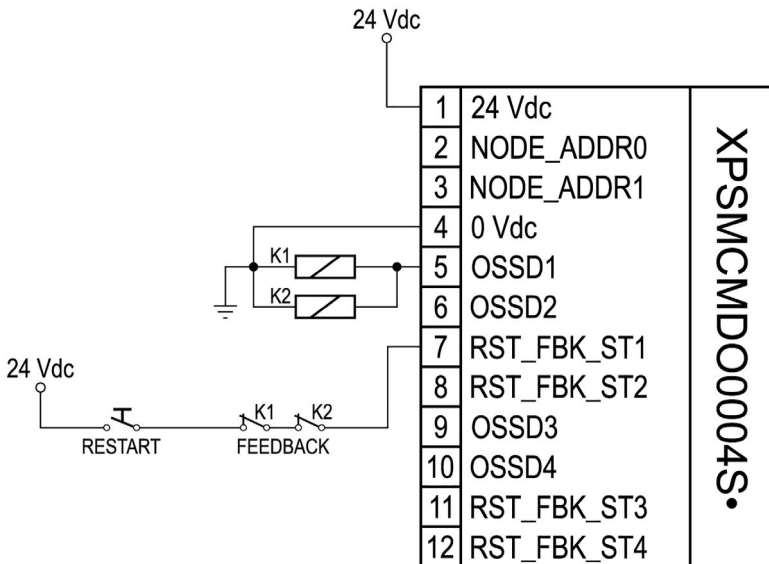 24 Vdc
1 24 Vdc
2 NODE_ADDR0
3 NODE_ADDR1
4 0 Vdc
K1
5 OSSD1
K2
6 OSSD2
7 RST_FBK_ST1
24 Vdc
8 RST_FBK_ST2
K1 K2
9 OSSD3
RESTART FEEDBACK
10 OSSD4
11 RST_FBK_ST3
12 RST_FBK_ST4
XPSMCMDO0004S•